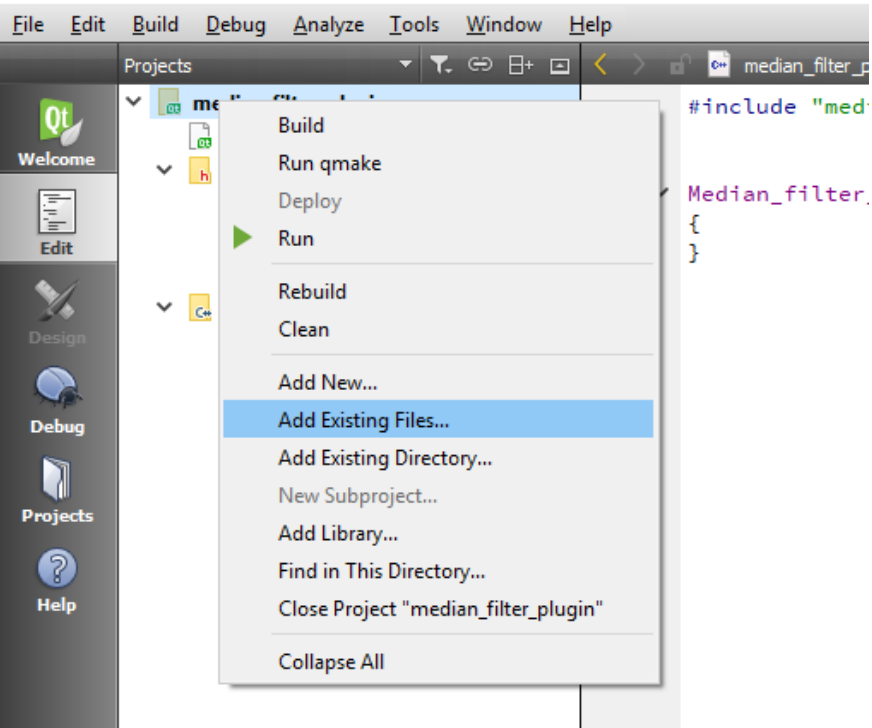 File Edit Build Debug Analyze Tools Window Help
Projects
median_filter_p
Welcome
Edit
Design
Debug
Projects
Help
Build
Run qmake
Deploy
Run
Rebuild
Clean
Add New...
Add Existing Files...
Add Existing Directory...
New Subproject...
Add Library...
Find in This Directory...
Close Project "median_filter_plugin"
Collapse All
#include "medi
Median_filter_
{
}